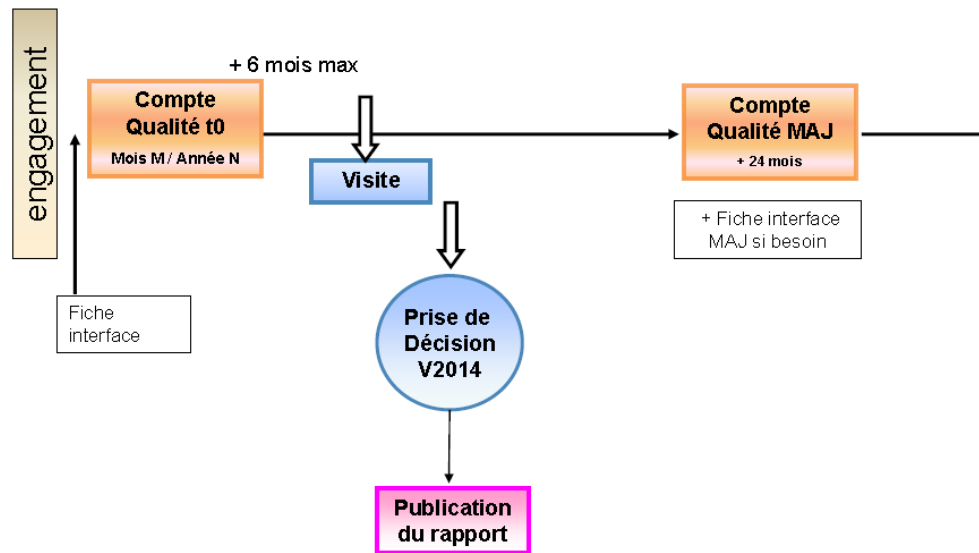 engagement
+ 6 mois max
Compte
Qualité t0
Mois M / Année N
Visite
Compte
Qualité MAJ
+ 24 mois
+ Fiche interface
MAJ si besoin
Fiche
interface
Prise de
Décision
V2014
Publication
du rapport